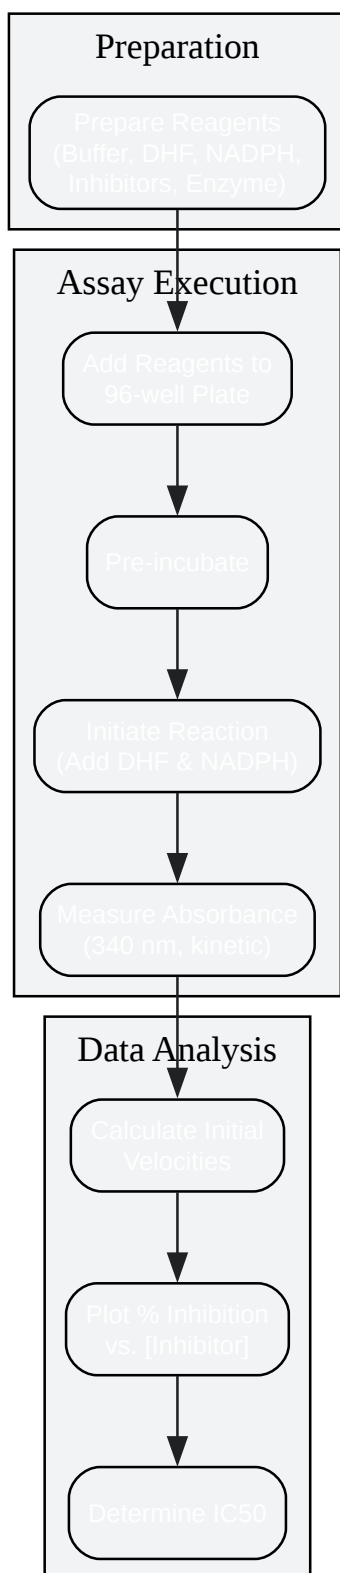 Preparation
Prepare Reagents
(Buffer, DHF, NADPH,
Inhibitors, Enzyme)
Assay Execution
Add Reagents to
96-well Plate
Pre-incubate
Initiate Reaction
(Add DHF & NADPH)
Measure Absorbance
(340 nm, kinetic)
Data Analysis
Calculate Initial
Velocities
Plot % Inhibition
vs. [Inhibitor]
Determine IC50